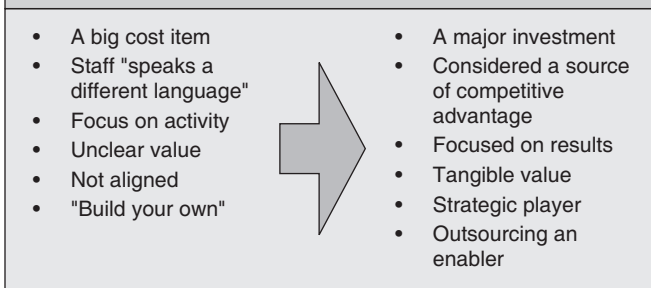 • A big cost item
• Staff "speaks a
different language"
• Focus on activity
• Unclear value
• Not aligned
• "Build your own"
• A major investment
• Considered a source
of competitive
advantage
• Focused on results
• Tangible value
• Strategic player
• Outsourcing an
enabler